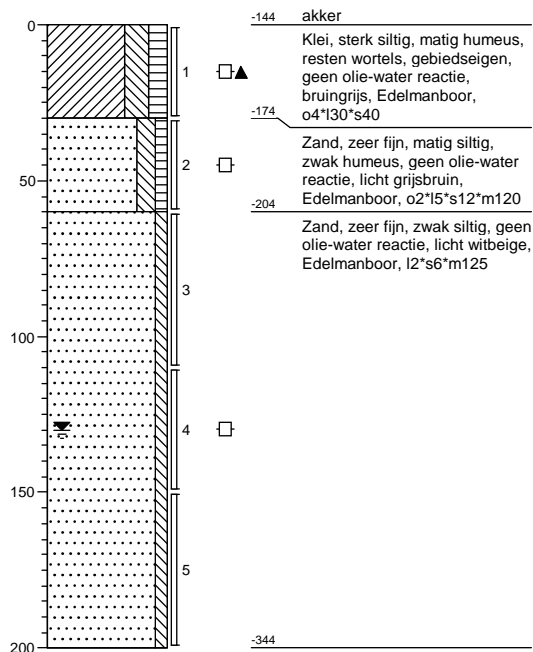 0
50
100
150
200
1
2
3
4
5
-144 akker
Klei, sterk siltig, matig humeus,
resten wortels, gebiedseigen,
geen olie-water reactie,
bruingrijs, Edelmanboor,
o4*l30*s40
-174
Zand, zeer fijn, matig siltig,
zwak humeus, geen olie-water
reactie, licht grijsbruin,
Edelmanboor, o2*l5*s12*m120
-204
Zand, zeer fijn, zwak siltig, geen
olie-water reactie, licht witbeige,
Edelmanboor, l2*s6*m125
-344